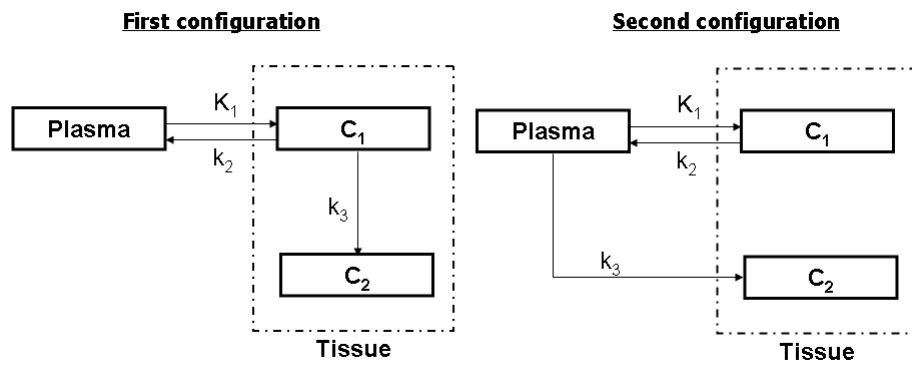 First configuration
Plasma
K₁
k₂
C₁
k₃
C₂
Tissue
Second configuration
Plasma
K₁
k₂
C₁
k₃
C₂
Tissue